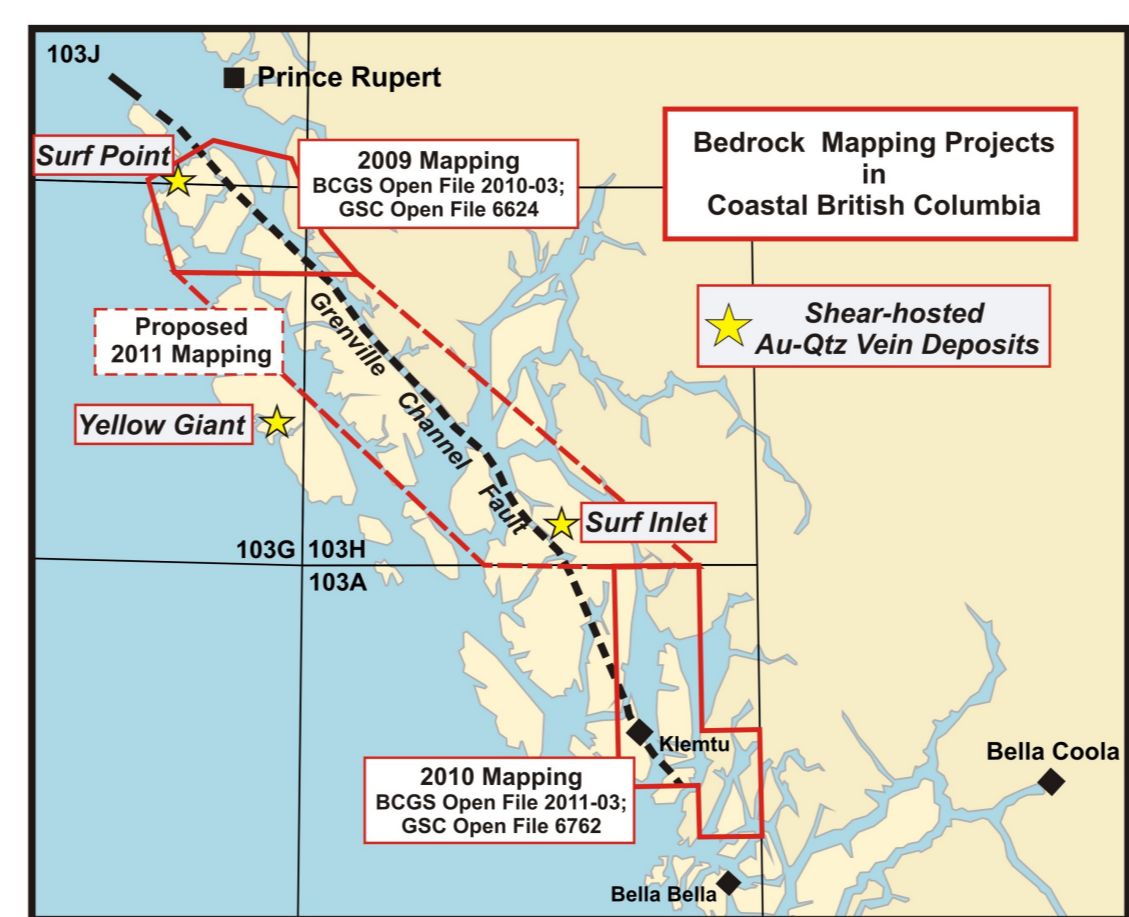 103J
Prince Rupert
Surf Point
2009 Mapping
BCGS Open File 2010-03;
GSC Open File 6624
Bedrock Mapping Projects
in
Coastal British Columbia
Shear-hosted
Au-Qtz Vein Deposits
Proposed
2011 Mapping
Grenville Channel Fault
Yellow Giant
Surf Inlet
103G 103H
103A
Klemtu
Bella Coola
2010 Mapping
BCGS Open File 2011-03;
GSC Open File 6762
Bella Bella